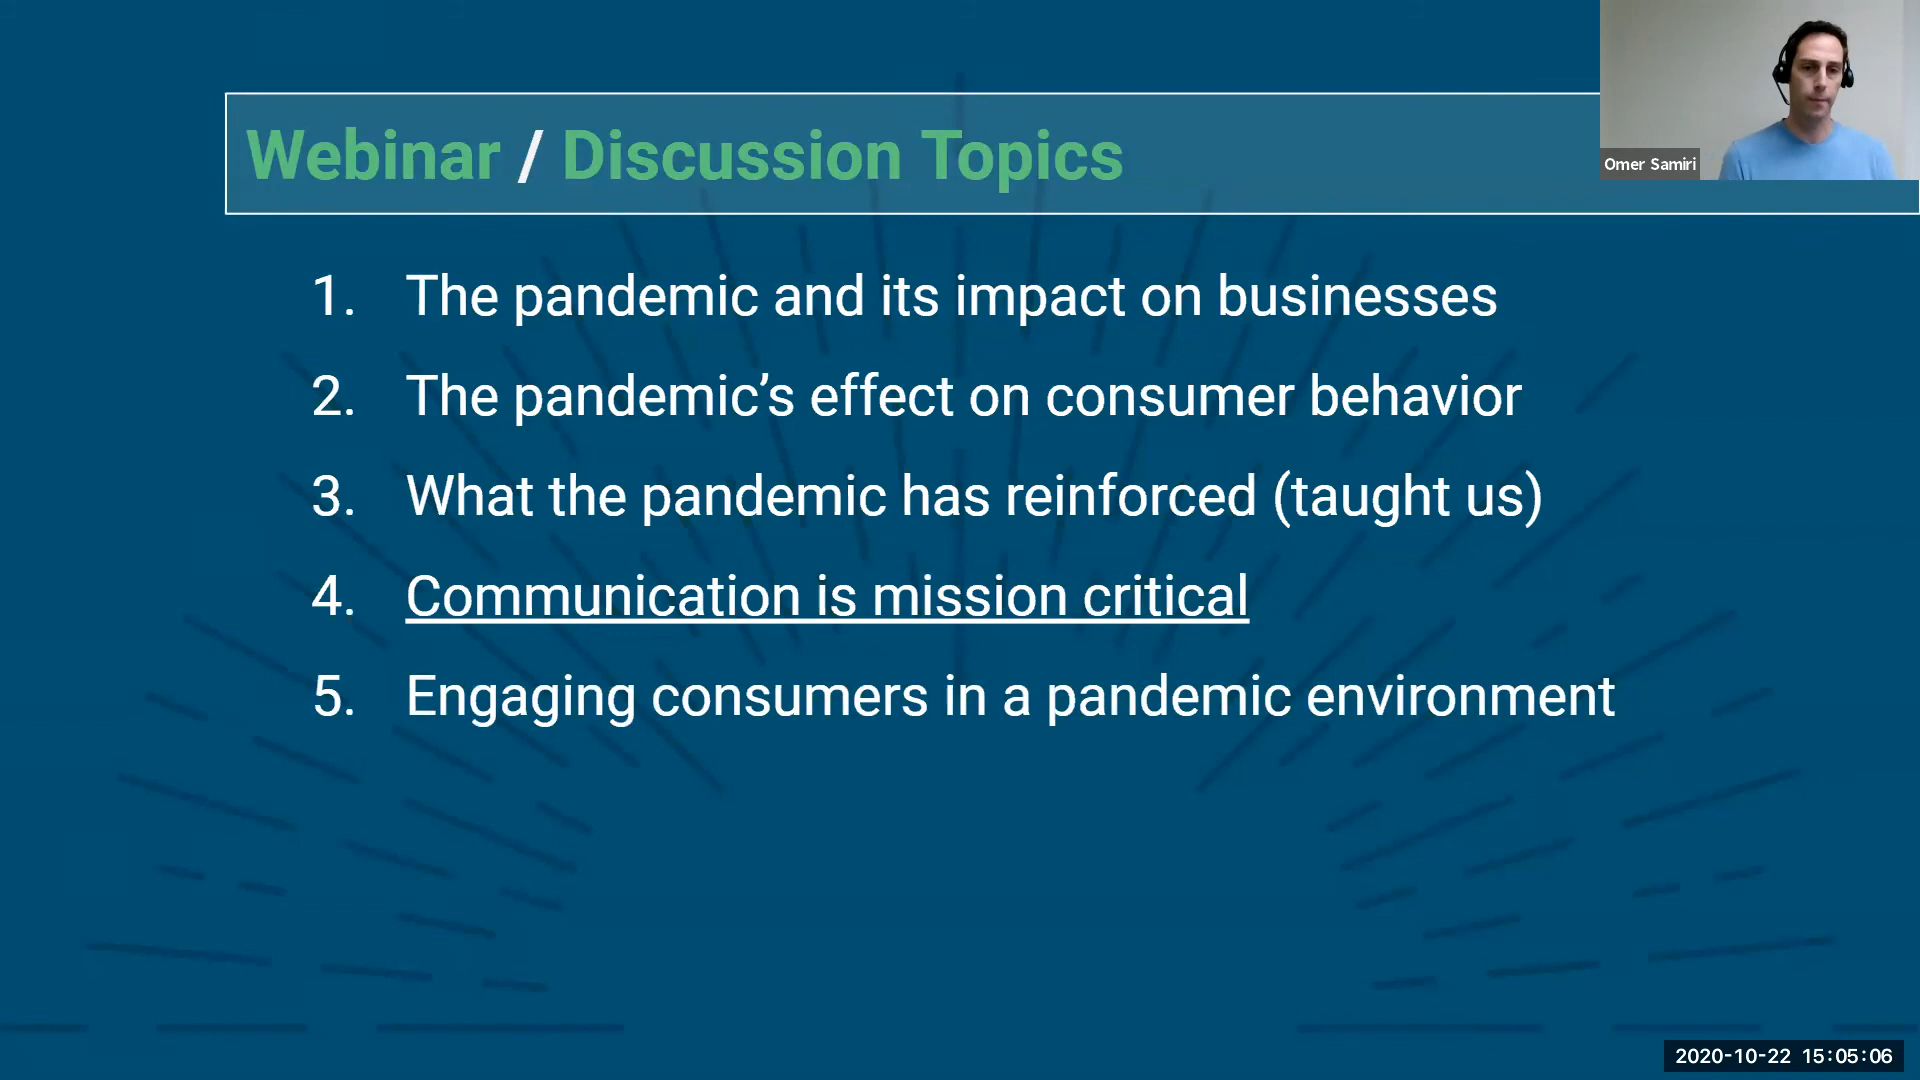 Webinar / Discussion Topics
Omer Samiri
1. The pandemic and its impact on businesses
2. The pandemic’s effect on consumer behavior
3. What the pandemic has reinforced (taught us)
4. Communication is mission critical
5. Engaging consumers in a pandemic environment
2020-10-22 15:05:06